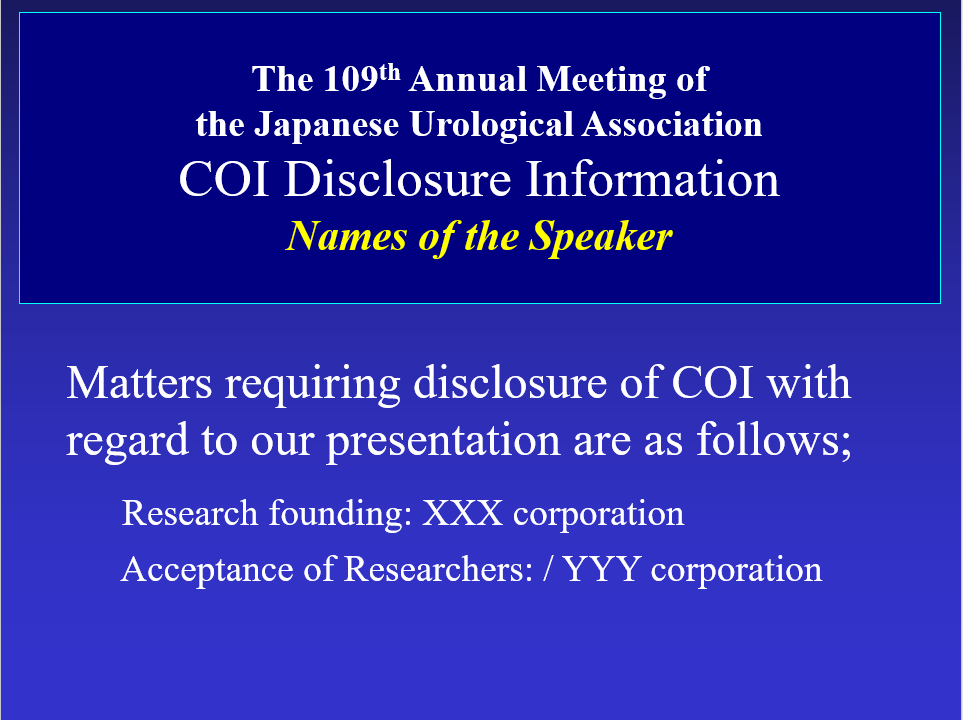 The 109th Annual Meeting of
the Japanese Urological Association
COI Disclosure Information
Names of the Speaker
Matters requiring disclosure of COI with
regard to our presentation are as follows;
Research founding: XXX corporation
Acceptance of Researchers: / YYY corporation